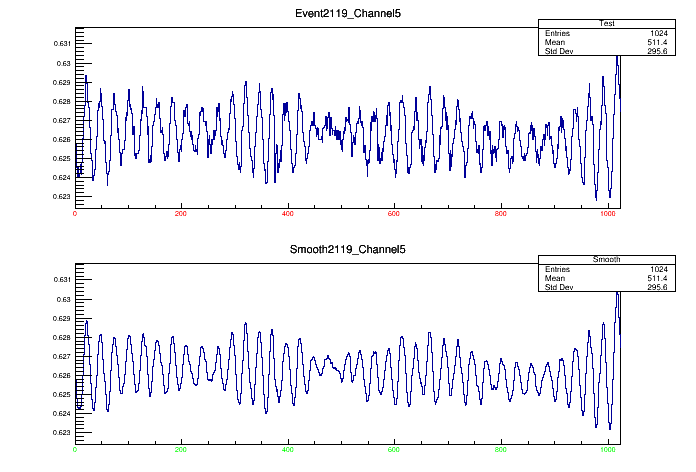 Event2119_Channel5
Test
Entries 1024
Mean 511.4
Std Dev 295.6
0.631
0.63
0.629
0.628
0.627
0.626
0.625
0.624
0.623
0 200 400 600 800 1000
Smooth2119_Channel5
Smooth
Entries 1024
Mean 511.4
Std Dev 295.6
0.631
0.63
0.629
0.628
0.627
0.626
0.625
0.624
0.623
0 200 400 600 800 1000